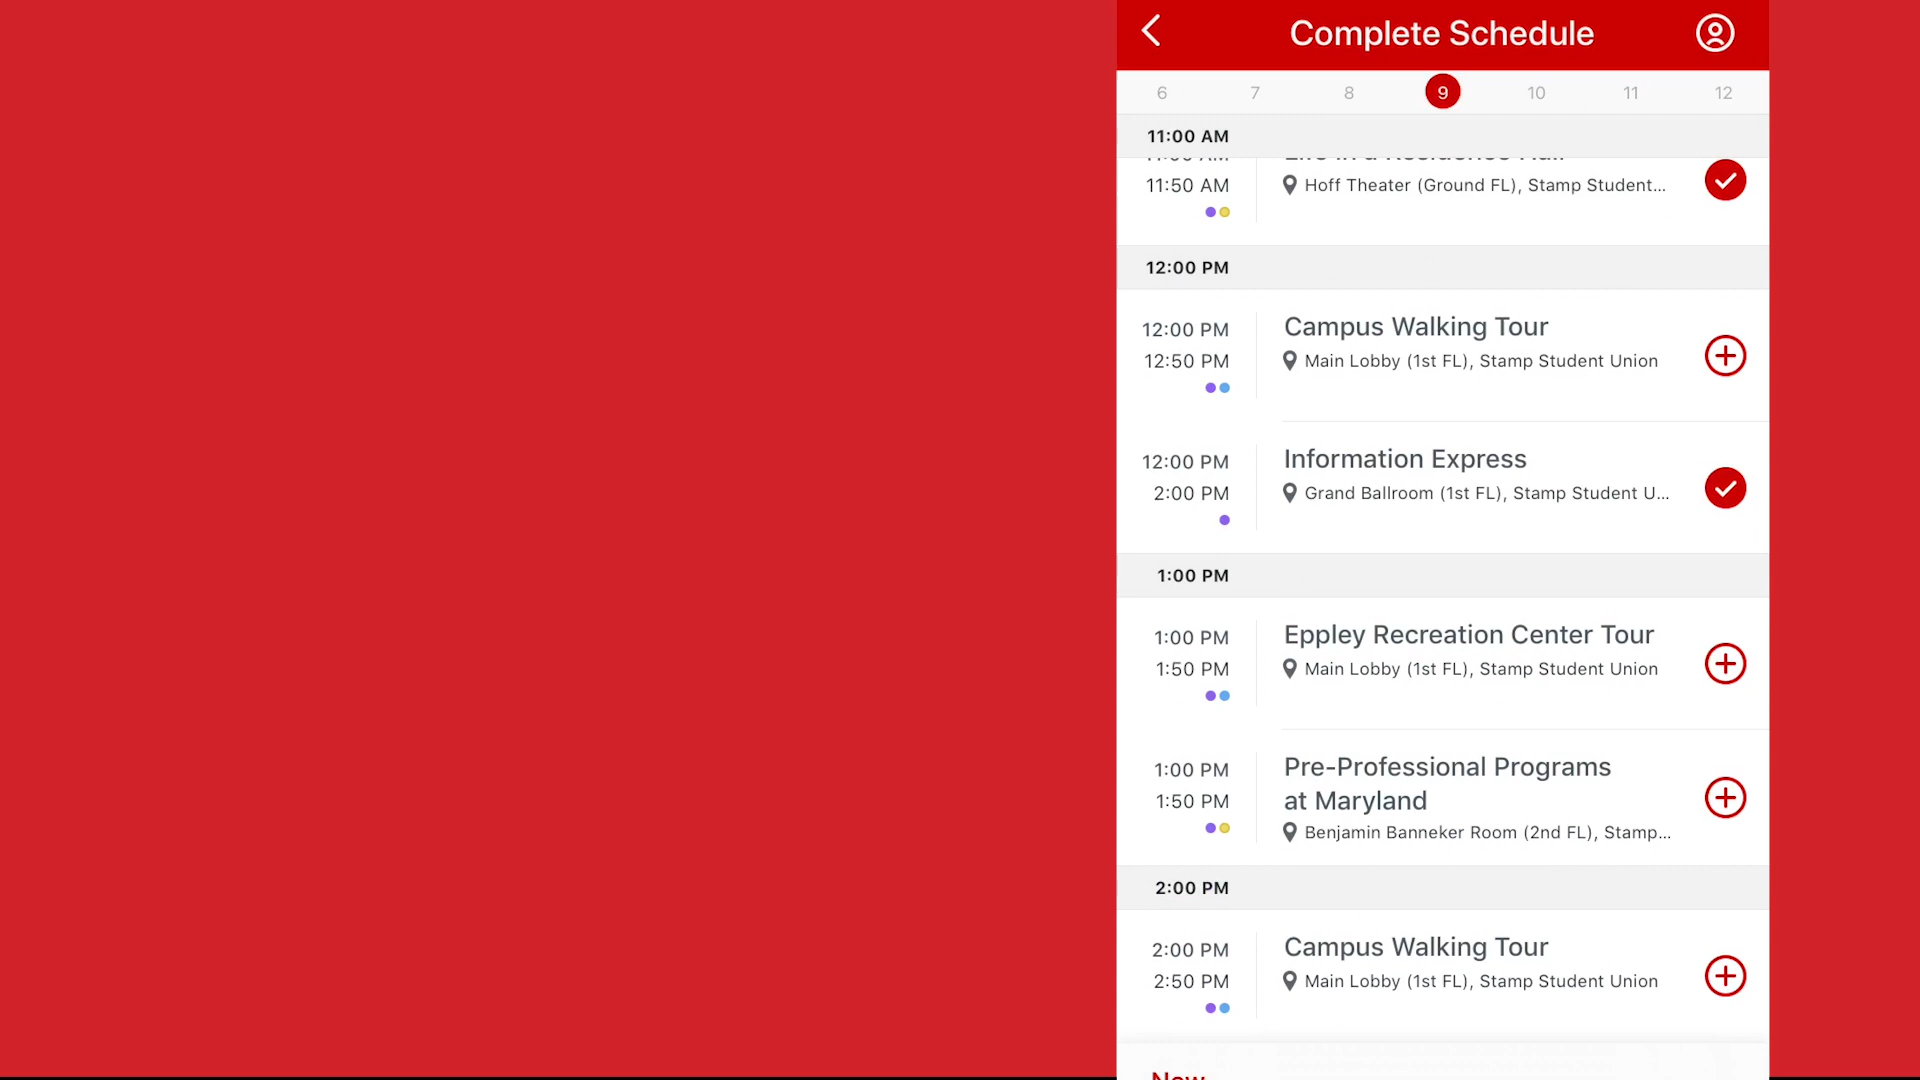 Complete Schedule
6 7 8 9 10 11 12
11:00 AM
11:50 AM
Hoff Theater (Ground FL), Stamp Student...
12:00 PM
12:00 PM
12:50 PM
Campus Walking Tour
Main Lobby (1st FL), Stamp Student Union
12:00 PM
2:00 PM
Information Express
Grand Ballroom (1st FL), Stamp Student U...
1:00 PM
1:00 PM
1:50 PM
Eppley Recreation Center Tour
Main Lobby (1st FL), Stamp Student Union
1:00 PM
1:50 PM
Pre-Professional Programs
at Maryland
Benjamin Banneker Room (2nd FL), Stamp...
2:00 PM
2:00 PM
2:50 PM
Campus Walking Tour
Main Lobby (1st FL), Stamp Student Union